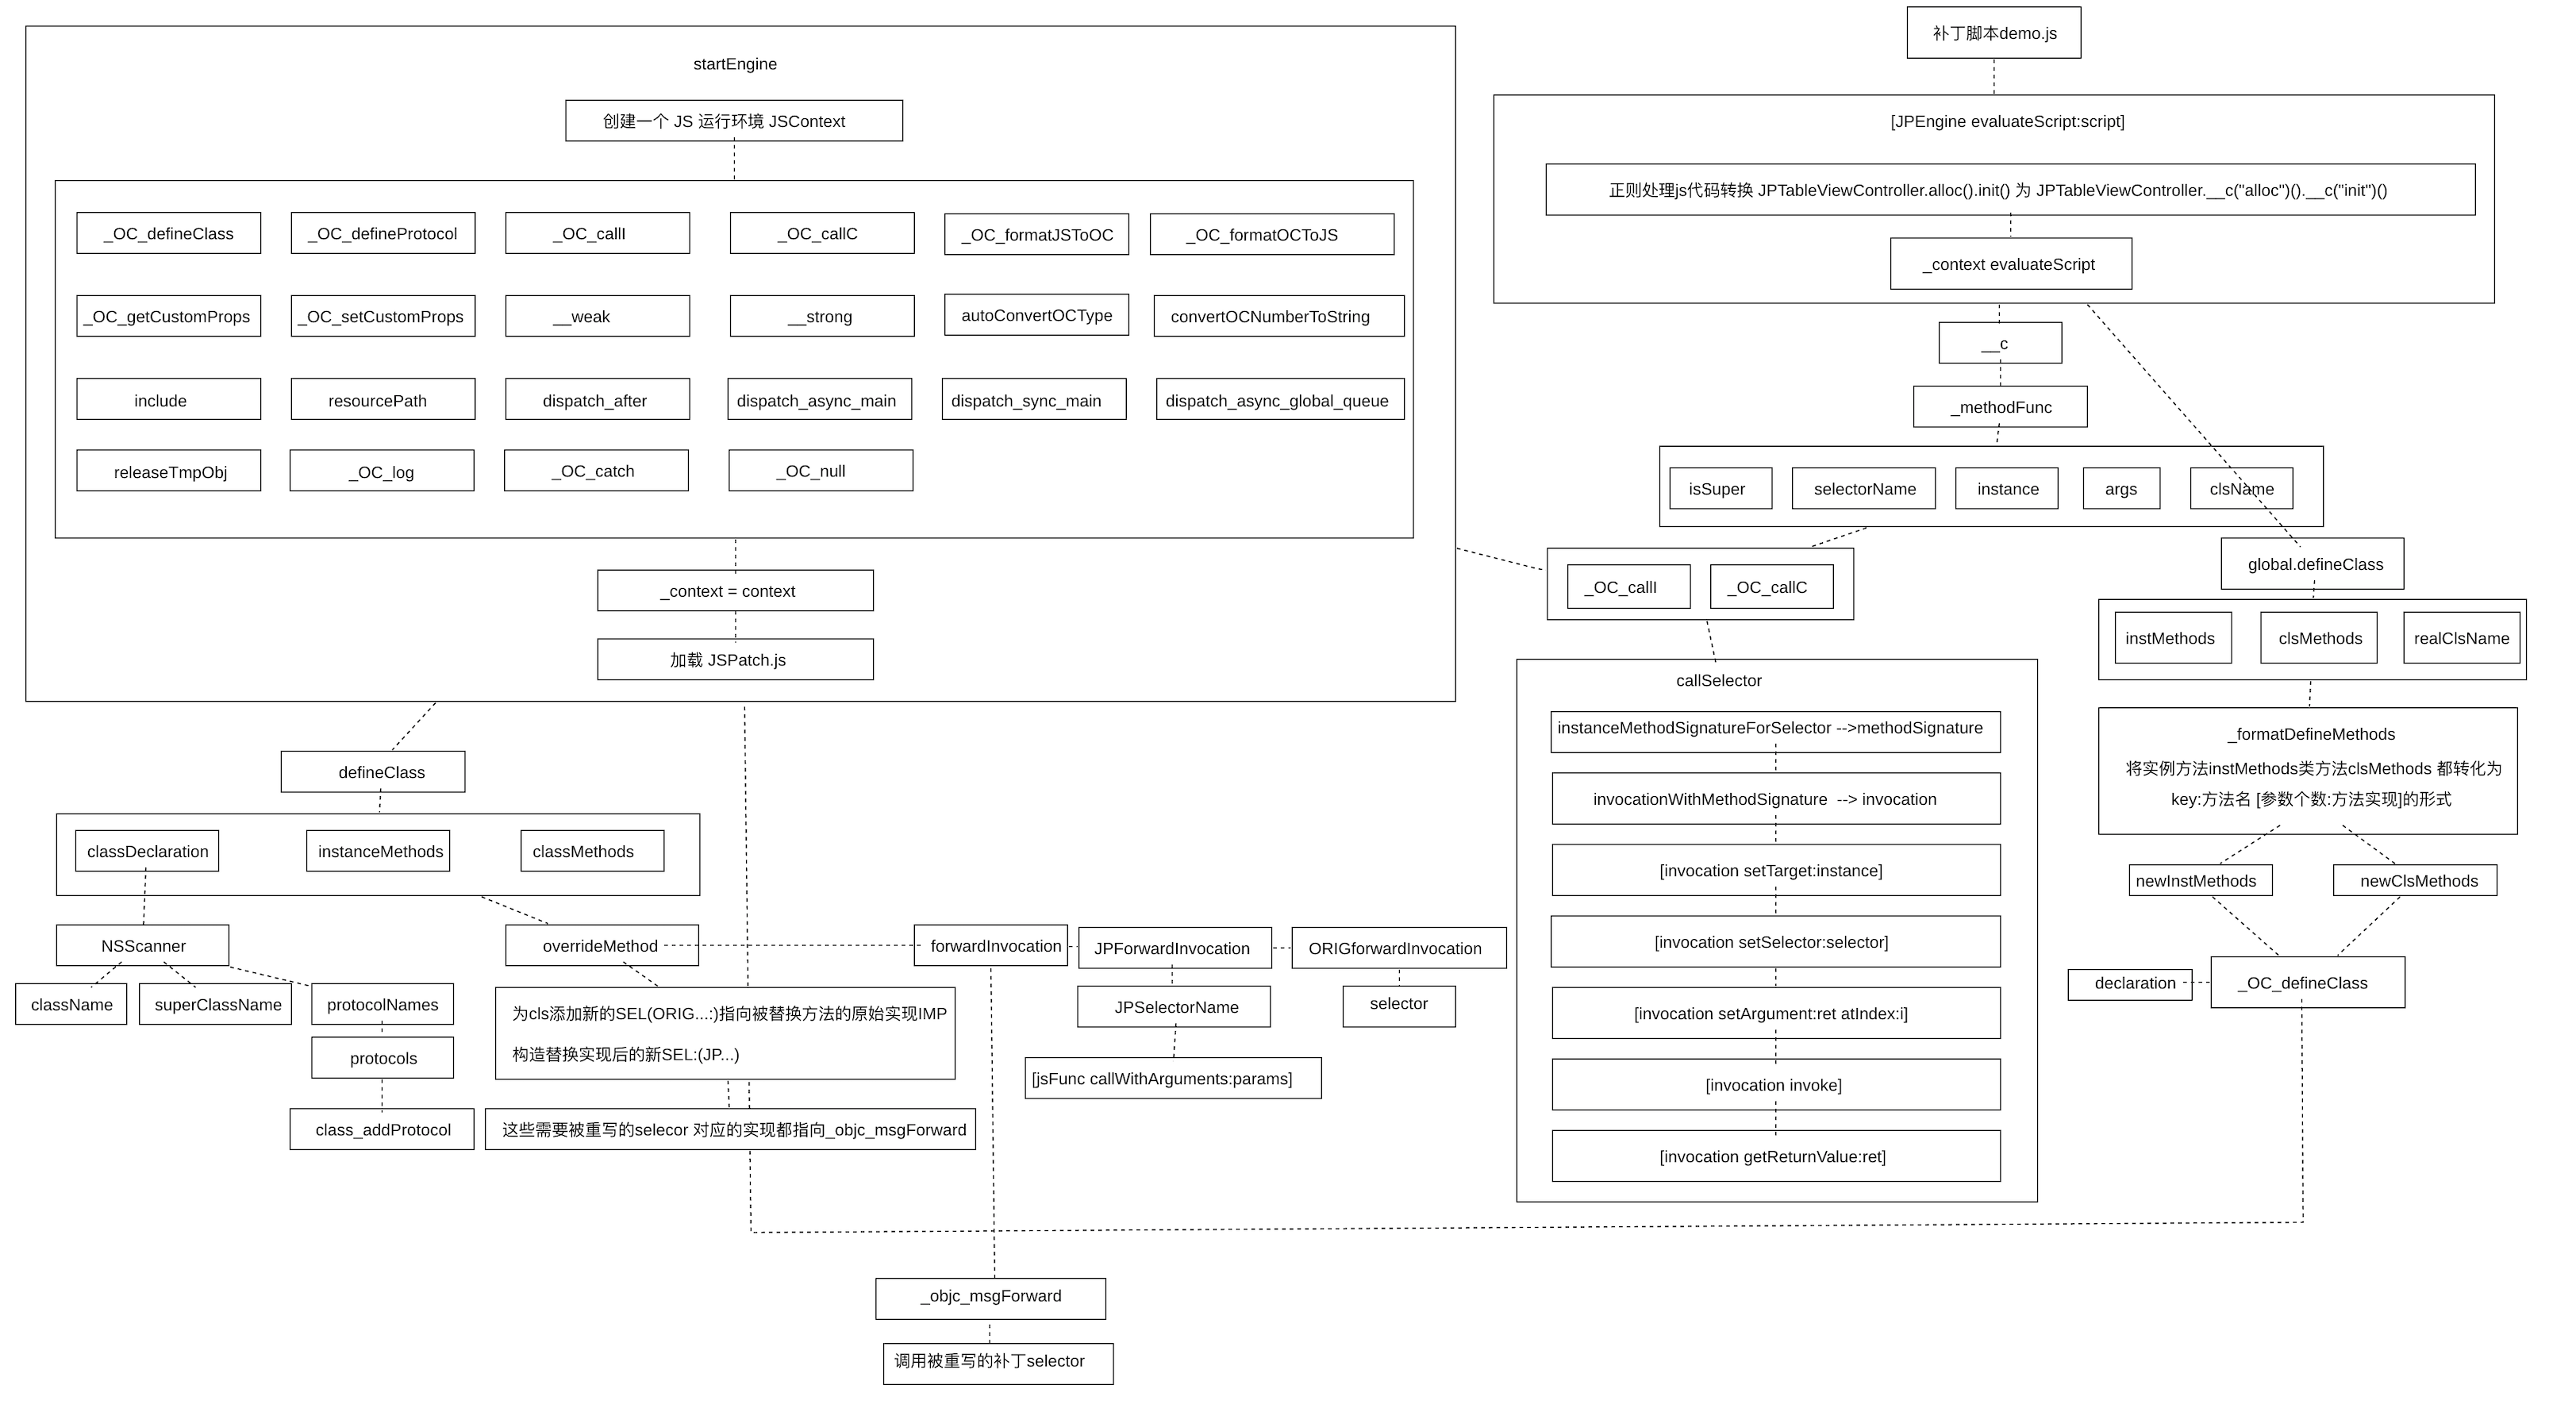 startEngine
创建一个 JS 运行环境 JSContext
_OC_defineClass
_OC_defineProtocol
_OC_callI
_OC_callC
_OC_formatJSToOC
_OC_formatOCToJS
_OC_getCustomProps
_OC_setCustomProps
__weak
__strong
autoConvertOCType
convertOCNumberToString
include
resourcePath
dispatch_after
dispatch_async_main
dispatch_sync_main
dispatch_async_global_queue
releaseTmpObj
_OC_log
_OC_catch
_OC_null
_context = context
加载 JSPatch.js
补丁脚本demo.js
[JPEngine evaluateScript:script]
正则处理js代码转换 JPTableViewController.alloc().init() 为 JPTableViewController.__c("alloc")().__c("init")()
_context evaluateScript
__c
_methodFunc
isSuper
selectorName
instance
args
clsName
_OC_callI
_OC_callC
global.defineClass
instMethods
clsMethods
realClsName
callSelector
instanceMethodSignatureForSelector -->methodSignature
invocationWithMethodSignature  --> invocation
[invocation setTarget:instance]
[invocation setSelector:selector]
[invocation setArgument:ret atIndex:i]
[invocation invoke]
[invocation getReturnValue:ret]
_formatDefineMethods
将实例方法instMethods类方法clsMethods 都转化为
key:方法名 [参数个数:方法实现]的形式
newInstMethods
newClsMethods
declaration
_OC_defineClass
defineClass
classDeclaration
instanceMethods
classMethods
NSScanner
overrideMethod
forwardInvocation
JPForwardInvocation
ORIGforwardInvocation
className
superClassName
protocolNames
为cls添加新的SEL(ORIG...:)指向被替换方法的原始实现IMP
构造替换实现后的新SEL:(JP...)
JPSelectorName
selector
protocols
[jsFunc callWithArguments:params]
class_addProtocol
这些需要被重写的selecor 对应的实现都指向_objc_msgForward
_objc_msgForward
调用被重写的补丁selector